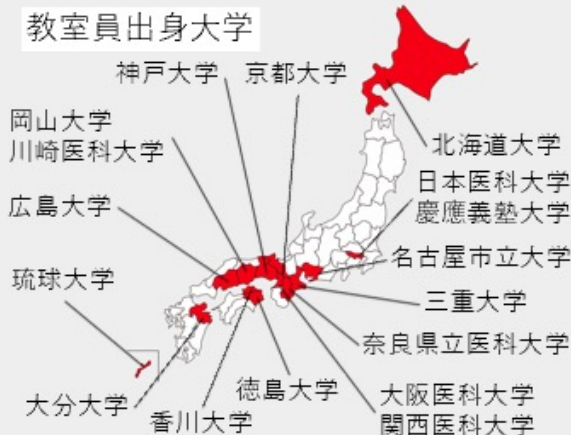 教室員出身大学
神戸大学
京都大学
岡山大学
川崎医科大学
北海道大学
日本医科大学
慶應義塾大学
広島大学
名古屋市立大学
琉球大学
三重大学
奈良県立医科大学
徳島大学
大阪医科大学
大分大学
香川大学
関西医科大学